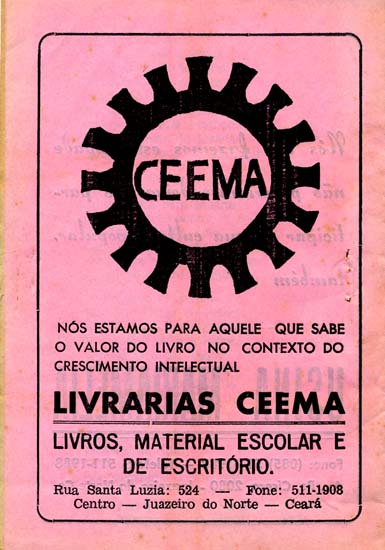 CEEMA
NÓS ESTAMOS PARA AQUELE QUE SABE
O VALOR DO LIVRO NO CONTEXTO DO
CRESCIMENTO INTELECTUAL
LIVRARIAS CEEMA
LIVROS, MATERIAL ESCOLAR E
DE ESCRITÓRIO.
Rua Santa Luzia: 524 — Fone: 511-1908
Centro — Juazeiro do Norte — Ceará